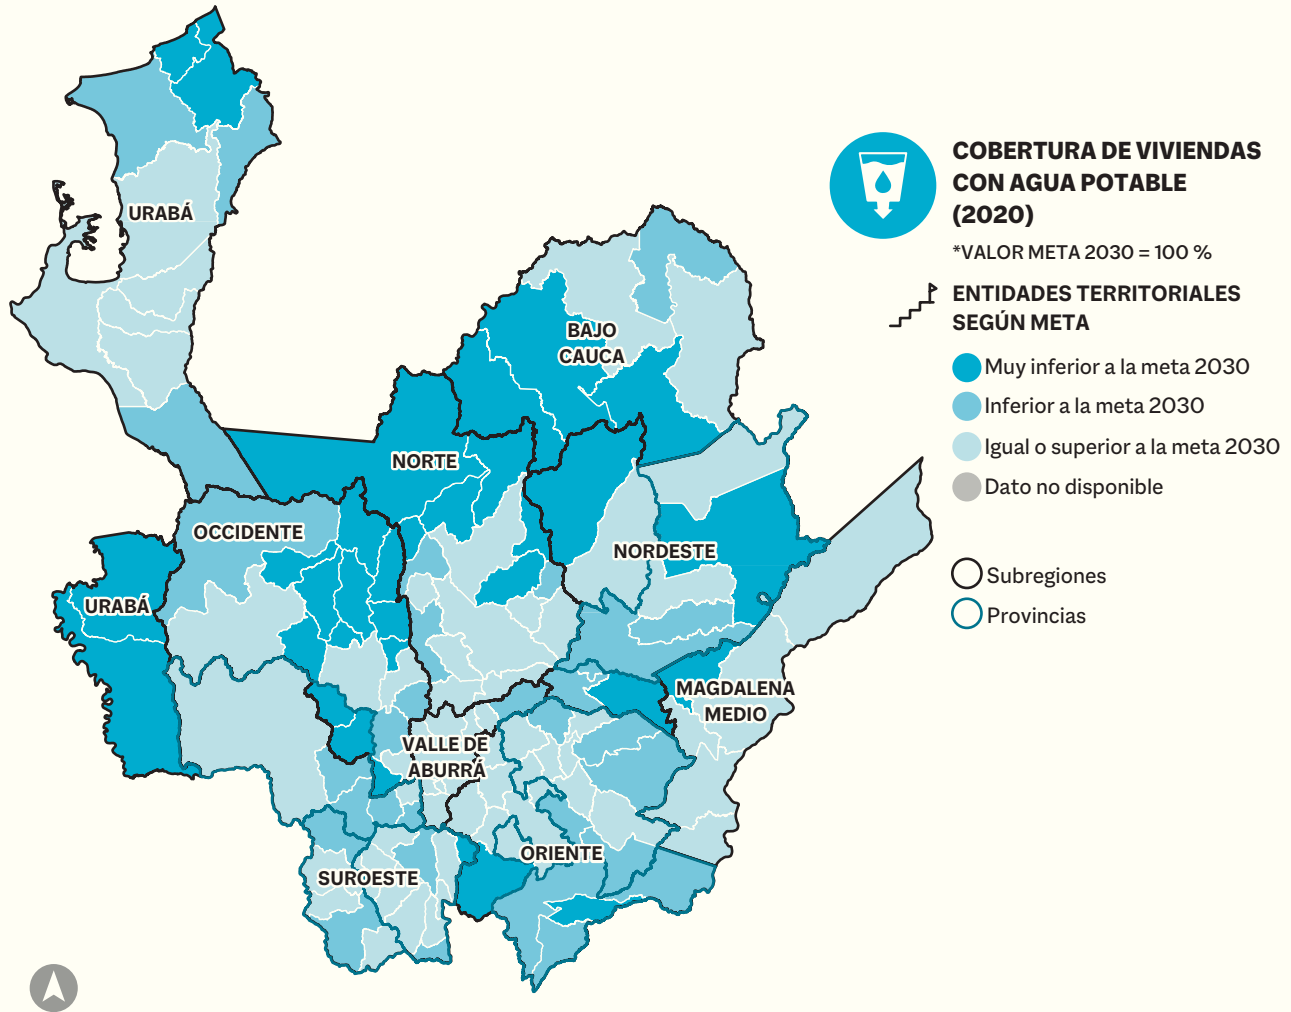 COBERTURA DE VIVIENDAS
CON AGUA POTABLE
(2020)
*VALOR META 2030 = 100 %
ENTIDADES TERRITORIALES
SEGÚN META
Muy inferior a la meta 2030
Inferior a la meta 2030
Igual o superior a la meta 2030
Dato no disponible
Subregiones
Provincias
URABÁ
BAJO
CAUCA
NORTE
OCCIDENTE
NORDESTE
URABÁ
MAGDALENA
MEDIO
VALLE DE
ABURRÁ
ORIENTE
SUROESTE